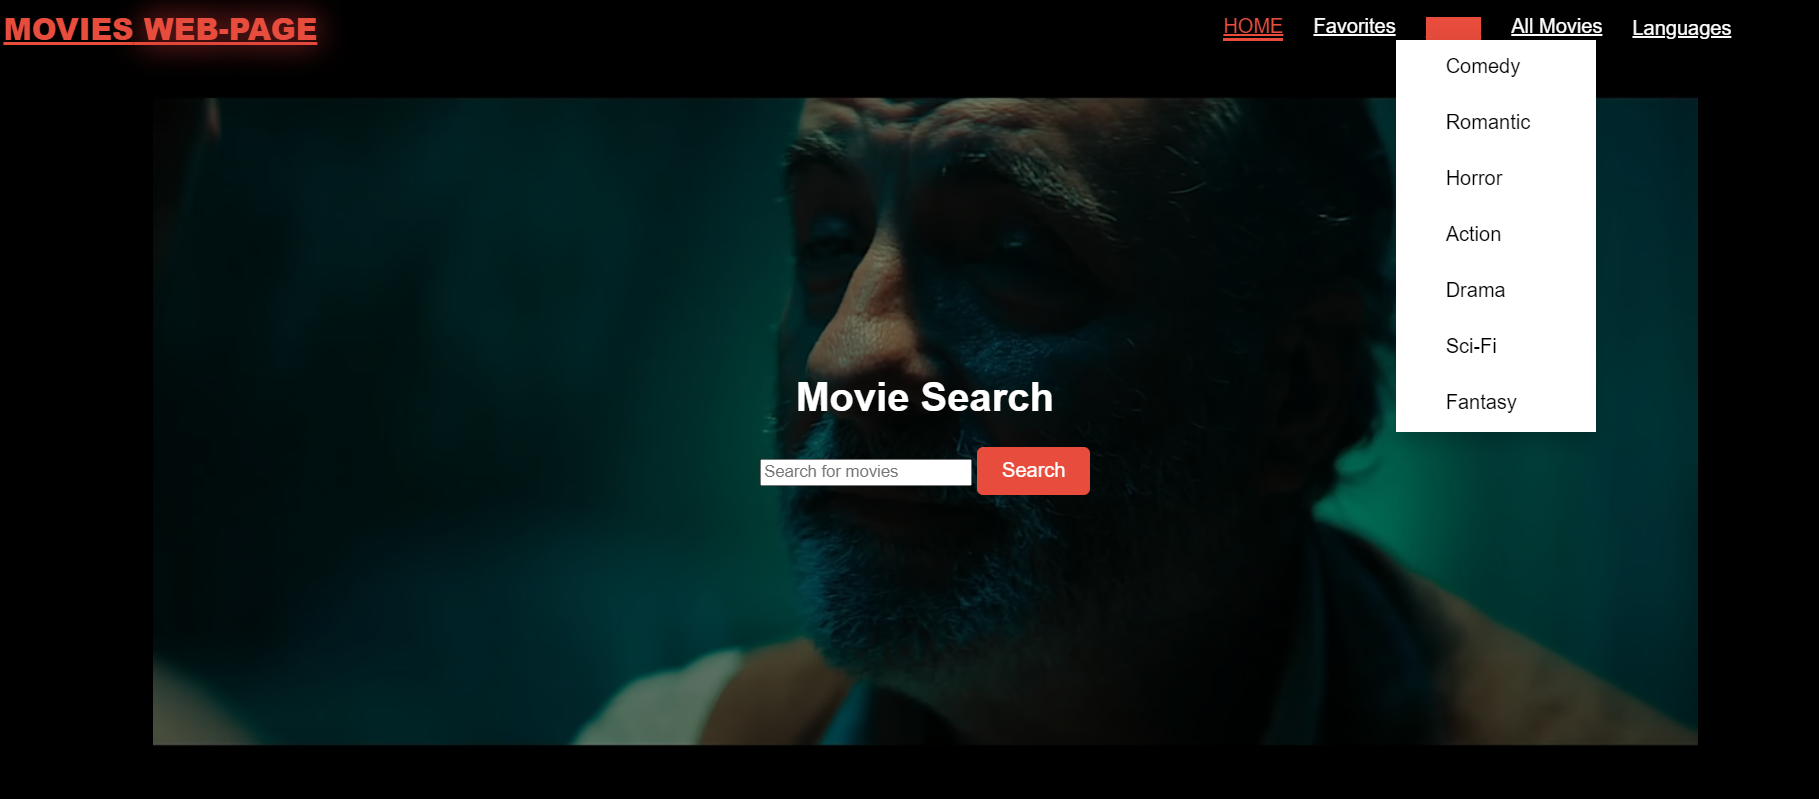 MOVIES WEB-PAGE
HOME Favorites All Movies Languages
Comedy
Romantic
Horror
Action
Drama
Sci-Fi
Fantasy
Movie Search
Search for movies Search